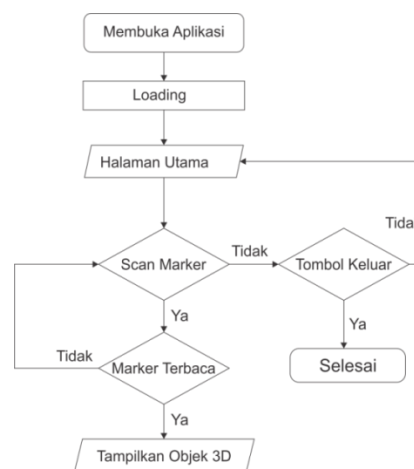 Membuka Aplikasi
Loading
Halaman Utama
Tida
Scan Marker
Tidak
Tombol Keluar
Ya
Ya
Tidak
Marker Terbaca
Selesai
Ya
Tampilkan Objek 3D